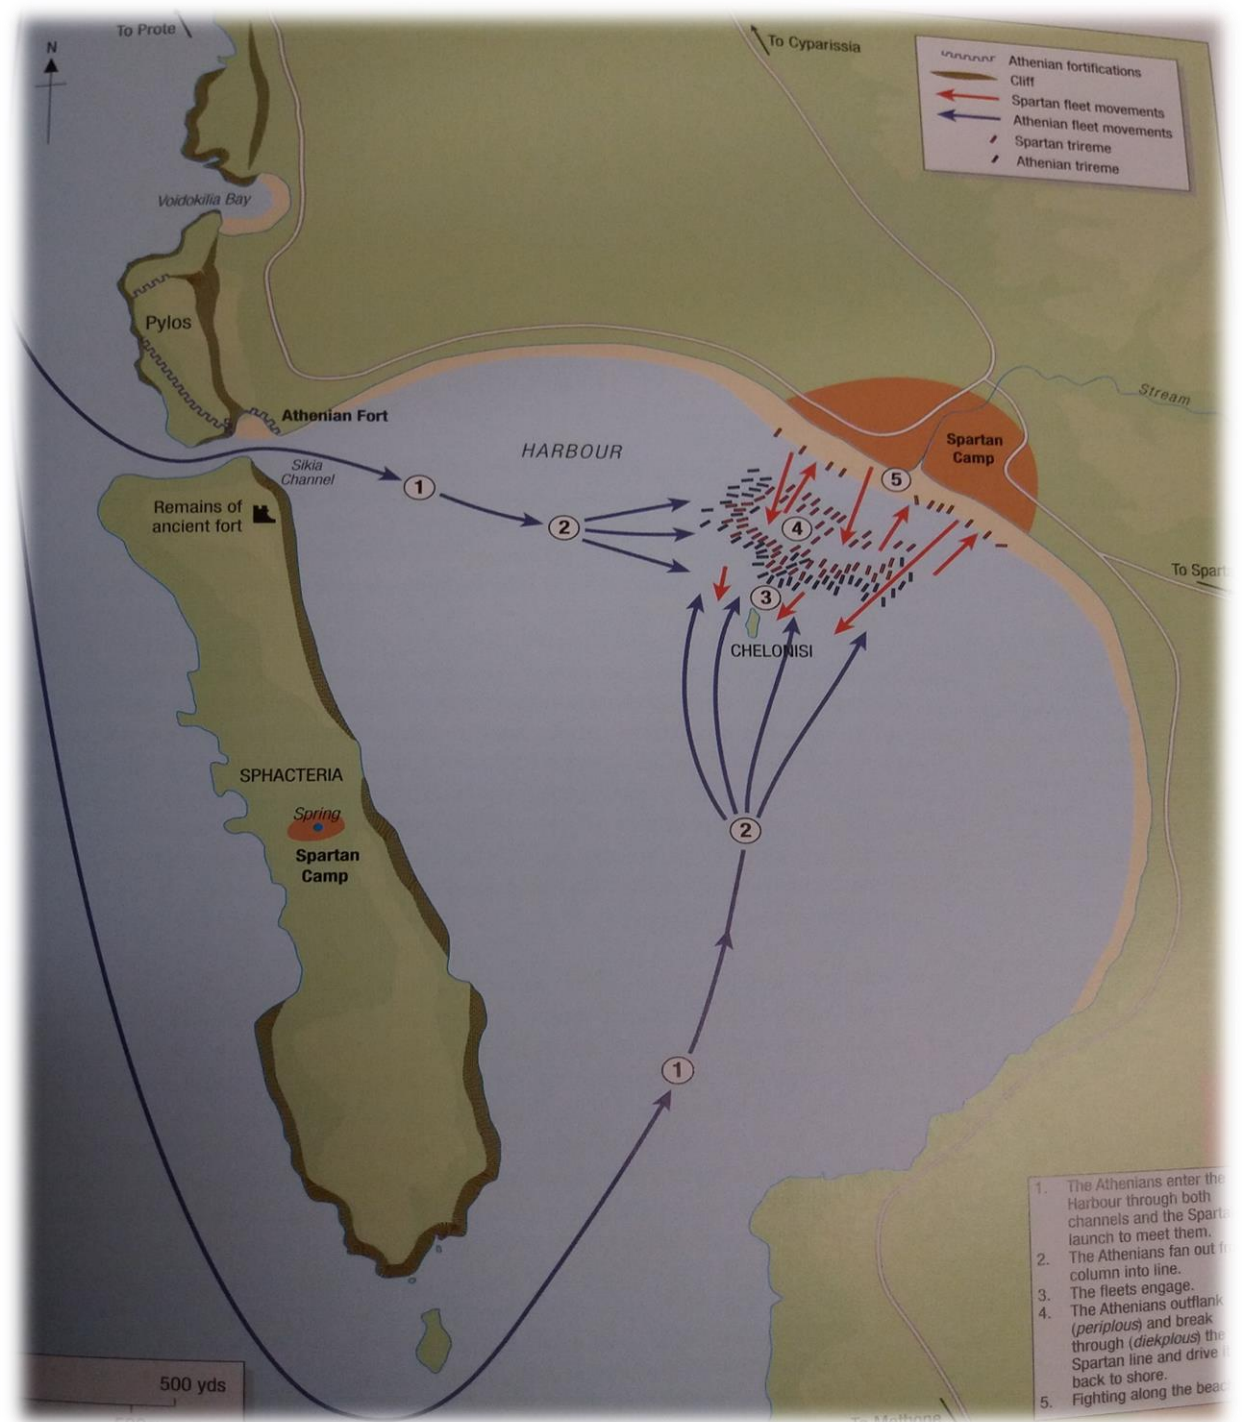 To Prote
N
To Cyparissia
Athenian fortifications
Cliff
Spartan fleet movements
Athenian fleet movements
Spartan trireme
Athenian trireme
Voidokilia Bay
Pylos
Athenian Fort
Stream
HARBOUR
Spartan
Camp
Sikia
Channel
1
5
Remains of
ancient fort
2
4
To Spart
3
CHELONISI
SPHACTERIA
Spring
Spartan
Camp
2
1
1. The Athenians enter the
Harbour through both
channels and the Sparta
launch to meet them.
2. The Athenians fan out
column into line.
3. The fleets engage.
4. The Athenians outflank
(periplous) and break
through (diekplous) the
Spartan line and drive
back to shore.
5. Fighting along the beac
500 yds
To Methone